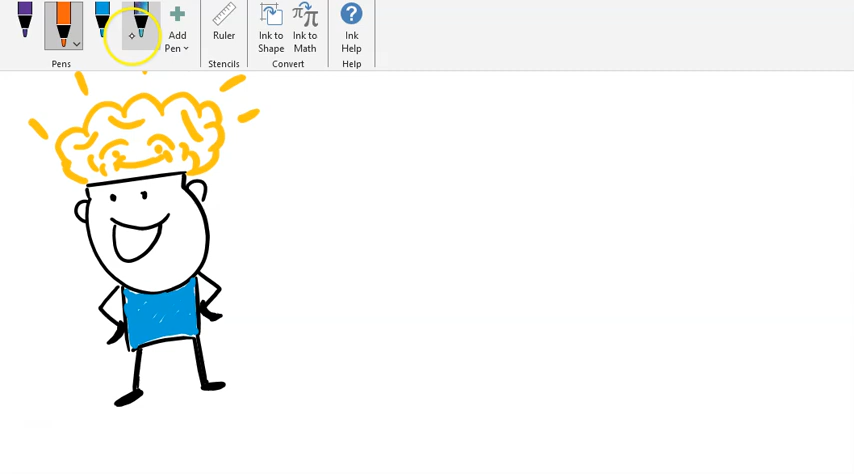 Add
Pen
Ruler
Ink to
Shape
Ink to
Math
Ink
Help
Pens
Stencils
Convert
Help